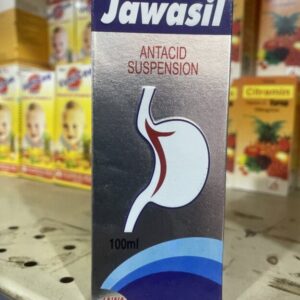 Jawasil
ANTACID
SUSPENSION
100ml
Citramin